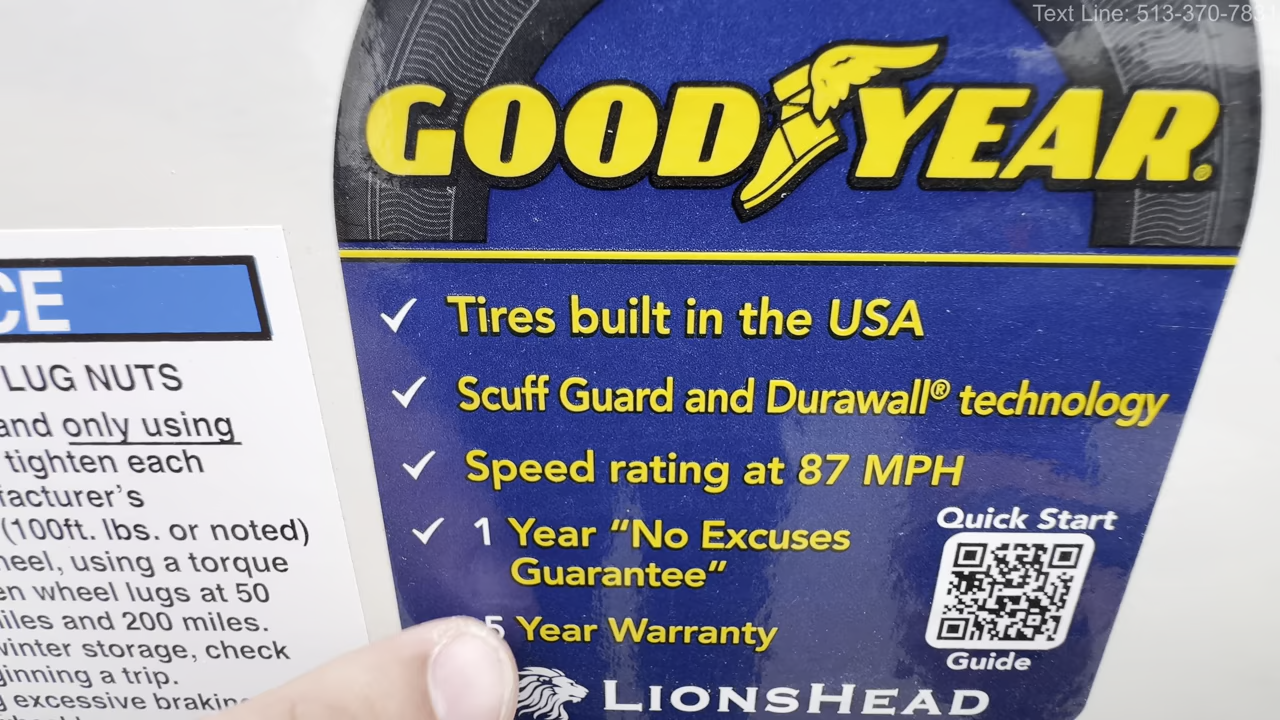 Text Line: 513-370-7831
GOODYEAR®
Tires built in the USA
Scuff Guard and Durawall® technology
Speed rating at 87 MPH
1 Year “No Excuses
Guarantee”
5 Year Warranty
Quick Start
Guide
LIONSHEAD
CE
LUG NUTS
and only using
tighten each
facturer's
(100ft. lbs. or noted)
heel, using a torque
en wheel lugs at 50
iles and 200 miles.
winter storage, check
ginning a trip.
excessive brakin